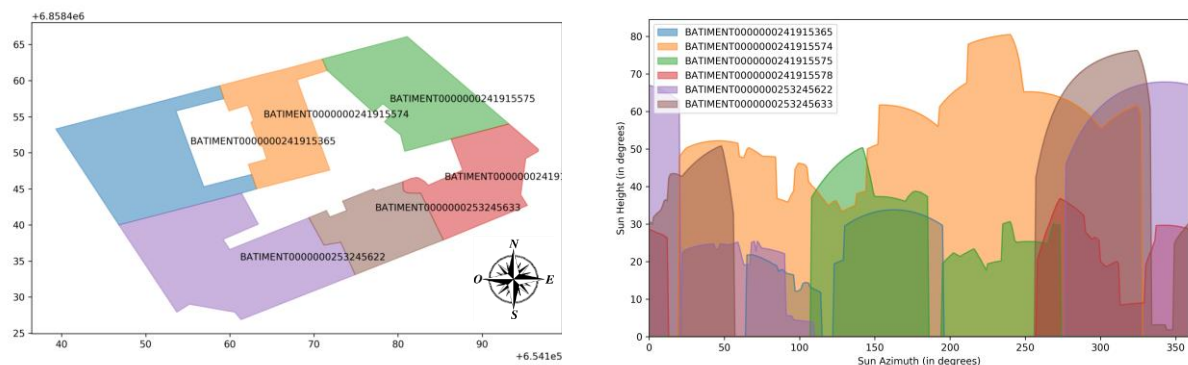 +6.8584e6
65
60
55
50
45
40
35
30
25
BATIMENT0000000241915575
BATIMENT0000000241915574
BATIMENT0000000241915365
BATIMENT00000002419
BATIMENT0000000253245633
BATIMENT0000000253245622
N
O
E
S
40
50
60
70
80
90
+6.541e5
BATIMENT0000000241915365
BATIMENT0000000241915574
BATIMENT0000000241915575
BATIMENT0000000241915578
BATIMENT0000000253245622
BATIMENT0000000253245633
Sun Height (in degrees)
80
70
60
50
40
30
20
10
0
0
50
100
150
200
250
300
350
Sun Azimuth (in degrees)